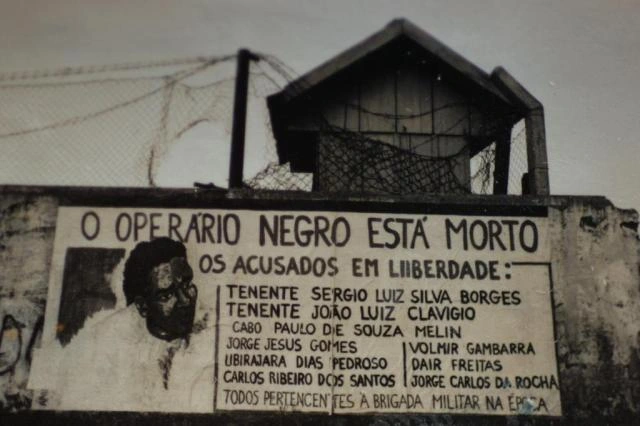 O OPERÁRIO NEGRO ESTÁ MORTO
OS ACUSADOS EM LIIBERDADE:
TENENTE SERGIO LUIZ SILVA BORGES
TENENTE JOÃO LUIZ CLAVIGIO
CABO PAULO DE SOUZA MELIN
JORGE JESUS GOMES
UBIRAJARA DIAS PEDROSO
CARLOS RIBEIRO DOS SANTOS
VOLMIR GAMBARRA
DAIR FREITAS
JORGE CARLOS DA ROCHA
TODOS PERTENCENTES À BRIGADA MILITAR NA ÉPOCA